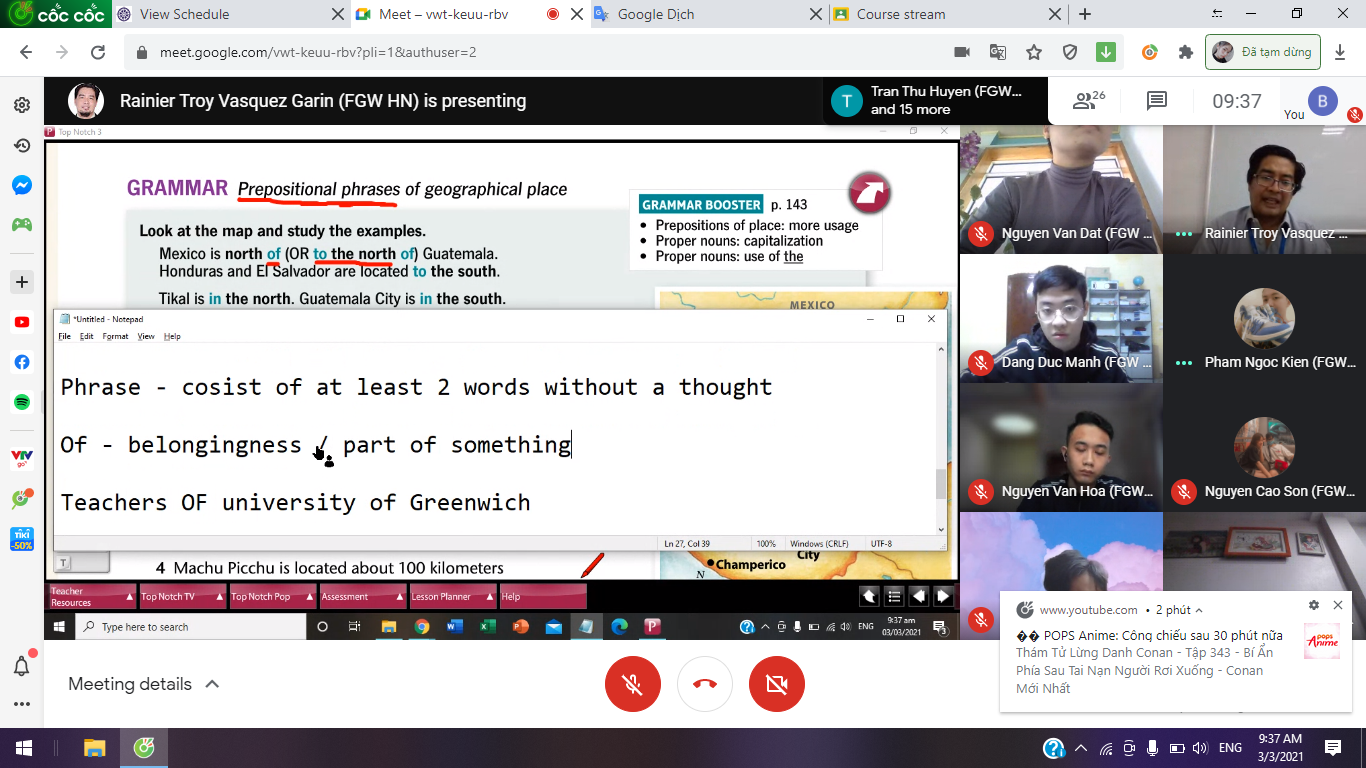 CỐC CỐC
View Schedule
Meet – vwt-keuu-rbv
Google Dịch
Course stream
meet.google.com/vwt-keuu-rbv?pli=1&authuser=2
Đã tạm dừng
Rainier Troy Vasquez Garin (FGW HN) is presenting
T
Tran Thu Huyen (FGW...
and 15 more
26
09:37
You
B
Top Notch 3
GRAMMAR Prepositional phrases of geographical place
Look at the map and study the examples.
Mexico is north of (OR to the north of) Guatemala.
Honduras and El Salvador are located to the south.
Tikal is in the north. Guatemala City is in the south.
GRAMMAR BOOSTER p. 143
• Prepositions of place: more usage
• Proper nouns: capitalization
• Proper nouns: use of the
MEXICO
*Untitled - Notepad
File Edit Format View Help
Phrase - cosist of at least 2 words without a thought
Of - belongingness / part of something
Teachers OF university of Greenwich
Ln 27, Col 39 100% Windows (CRLF) UTF-8
T
4 Machu Picchu is located about 100 kilometers
N
Champerico
City
Teacher Resources
Top Notch TV
Top Notch Pop
Assessment
Lesson Planner
Help
Type here to search
ENG
9:37 am
03/03/2021
3
Nguyen Van Dat (FGW ...
Rainier Troy Vasquez ...
Dang Duc Manh (FGW ...
Pham Ngoc Kien (FGW...
Nguyen Van Hoa (FGW...
Nguyen Cao Son (FGW...
VTV
go
TIKI
-50%
Meeting details
www.youtube.com • 2 phút
�� POPS Anime: Công chiếu sau 30 phút nữa
Thám Tử Lừng Danh Conan - Tập 343 - Bí Ẩn
Phía Sau Tai Nạn Người Rơi Xuống - Conan
Mới Nhất
POPS
Anime
ENG
9:37 AM
3/3/2021